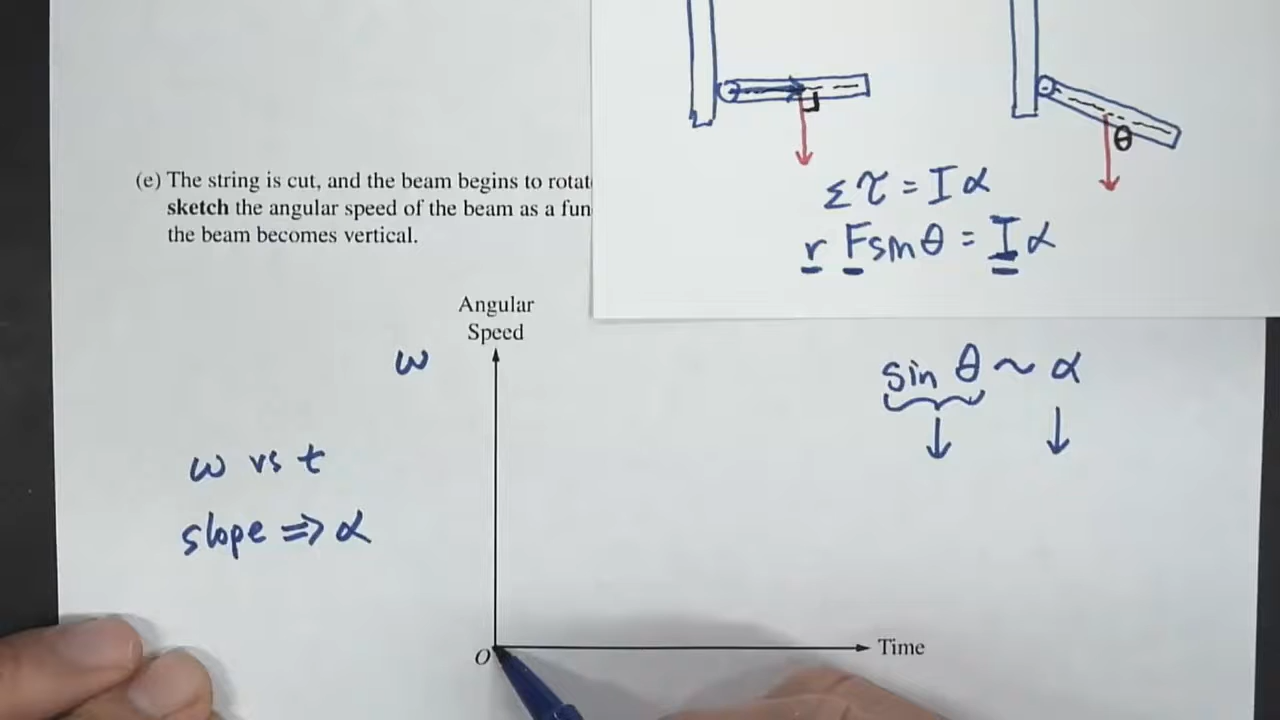 θ
Στ = Iα
r F sin θ = Iα
(e) The string is cut, and the beam begins to rotat
sketch the angular speed of the beam as a fun
the beam becomes vertical.
Angular
Speed
ω
sin θ ~ α
↓ ↓
ω vs t
slope ⇒ α
O
Time